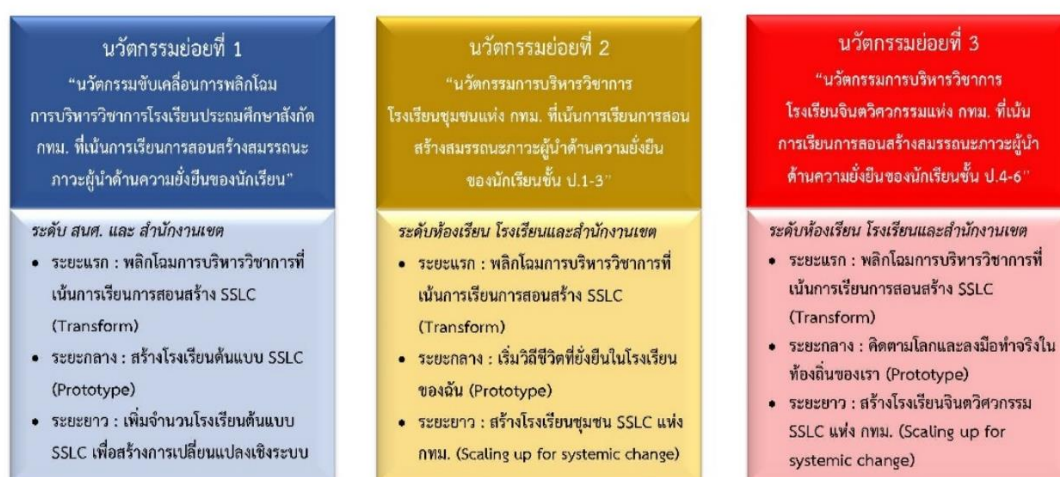 นวัตกรรมย่อยที่ 1
“นวัตกรรมขับเคลื่อนการพลิกโฉม
การบริหารวิชาการโรงเรียนประถมศึกษาสังกัด
กทม. ที่เน้นการเรียนการสอนสร้างสมรรถนะ
ภาวะผู้นำด้านความยั่งยืนของนักเรียน”
ระดับ สนศ. และ สำนักงานเขต
• ระยะแรก : พลิกโฉมการบริหารวิชาการที่
เน้นการเรียนการสอนสร้าง SSLC
(Transform)
• ระยะกลาง : สร้างโรงเรียนต้นแบบ SSLC
(Prototype)
• ระยะยาว : เพิ่มจำนวนโรงเรียนต้นแบบ
SSLC เพื่อสร้างการเปลี่ยนแปลงเชิงระบบ
นวัตกรรมย่อยที่ 2
“นวัตกรรมการบริหารวิชาการ
โรงเรียนชุมชนแห่ง กทม. ที่เน้นการเรียนการสอน
สร้างสมรรถนะภาวะผู้นำด้านความยั่งยืน
ของนักเรียนชั้น ป.1-3”
ระดับห้องเรียน โรงเรียนและสำนักงานเขต
• ระยะแรก : พลิกโฉมการบริหารวิชาการที่
เน้นการเรียนการสอนสร้าง SSLC
(Transform)
• ระยะกลาง : เริ่มวิถีชีวิตที่ยั่งยืนในโรงเรียน
ของฉัน (Prototype)
• ระยะยาว : สร้างโรงเรียนชุมชน SSLC แห่ง
กทม. (Scaling up for systemic change)
นวัตกรรมย่อยที่ 3
“นวัตกรรมการบริหารวิชาการ
โรงเรียนจินตวิศวกรรมแห่ง กทม. ที่เน้น
การเรียนการสอนสร้างสมรรถนะภาวะผู้นำ
ด้านความยั่งยืนของนักเรียนชั้น ป.4-6”
ระดับห้องเรียน โรงเรียนและสำนักงานเขต
• ระยะแรก : พลิกโฉมการบริหารวิชาการที่
เน้นการเรียนการสอนสร้าง SSLC
(Transform)
• ระยะกลาง : คิดตามโลกและลงมือทำจริงใน
ท้องถิ่นของเรา (Prototype)
• ระยะยาว : สร้างโรงเรียนจินตวิศวกรรม
SSLC แห่ง กทม. (Scaling up for
systemic change)